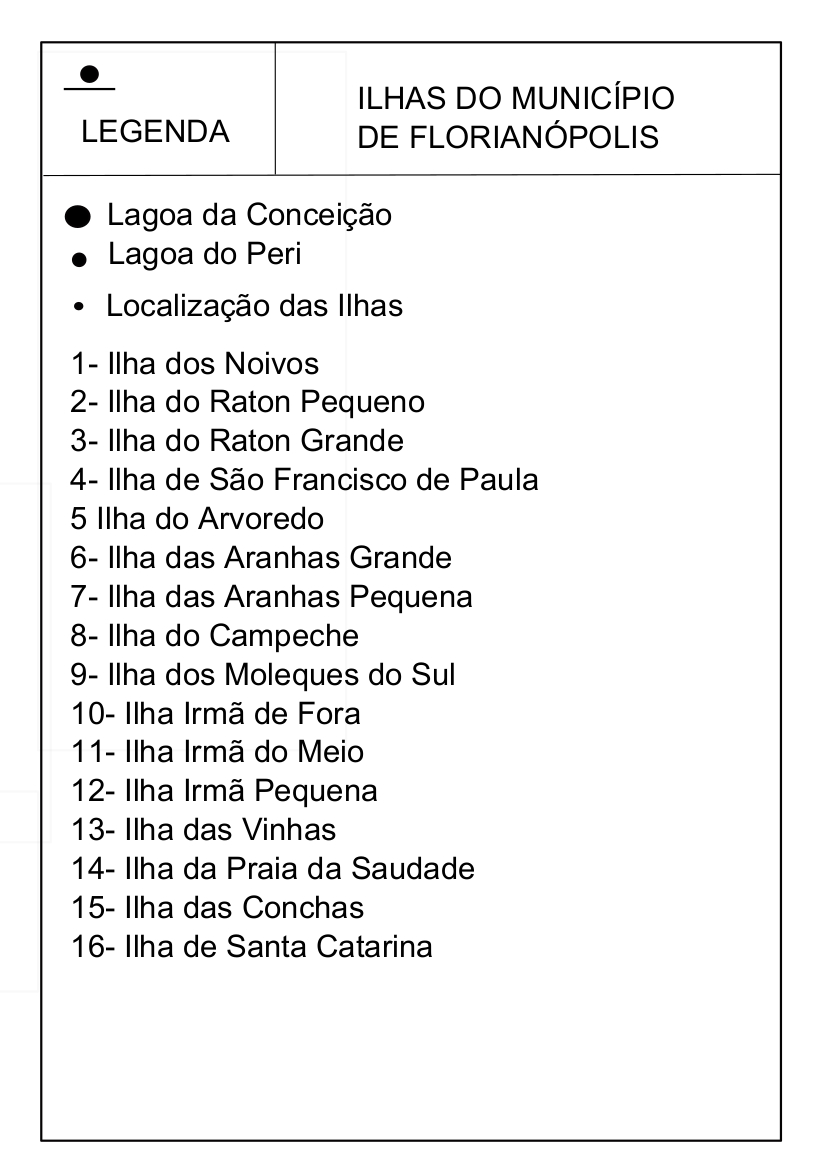 LEGENDA
ILHAS DO MUNICÍPIO
DE FLORIANÓPOLIS
Lagoa da Conceição
Lagoa do Peri
Localização das Ilhas
1- Ilha dos Noivos
2- Ilha do Raton Pequeno
3- Ilha do Raton Grande
4- Ilha de São Francisco de Paula
5 Ilha do Arvoredo
6- Ilha das Aranhas Grande
7- Ilha das Aranhas Pequena
8- Ilha do Campeche
9- Ilha dos Moleques do Sul
10- Ilha Irmã de Fora
11- Ilha Irmã do Meio
12- Ilha Irmã Pequena
13- Ilha das Vinhas
14- Ilha da Praia da Saudade
15- Ilha das Conchas
16- Ilha de Santa Catarina